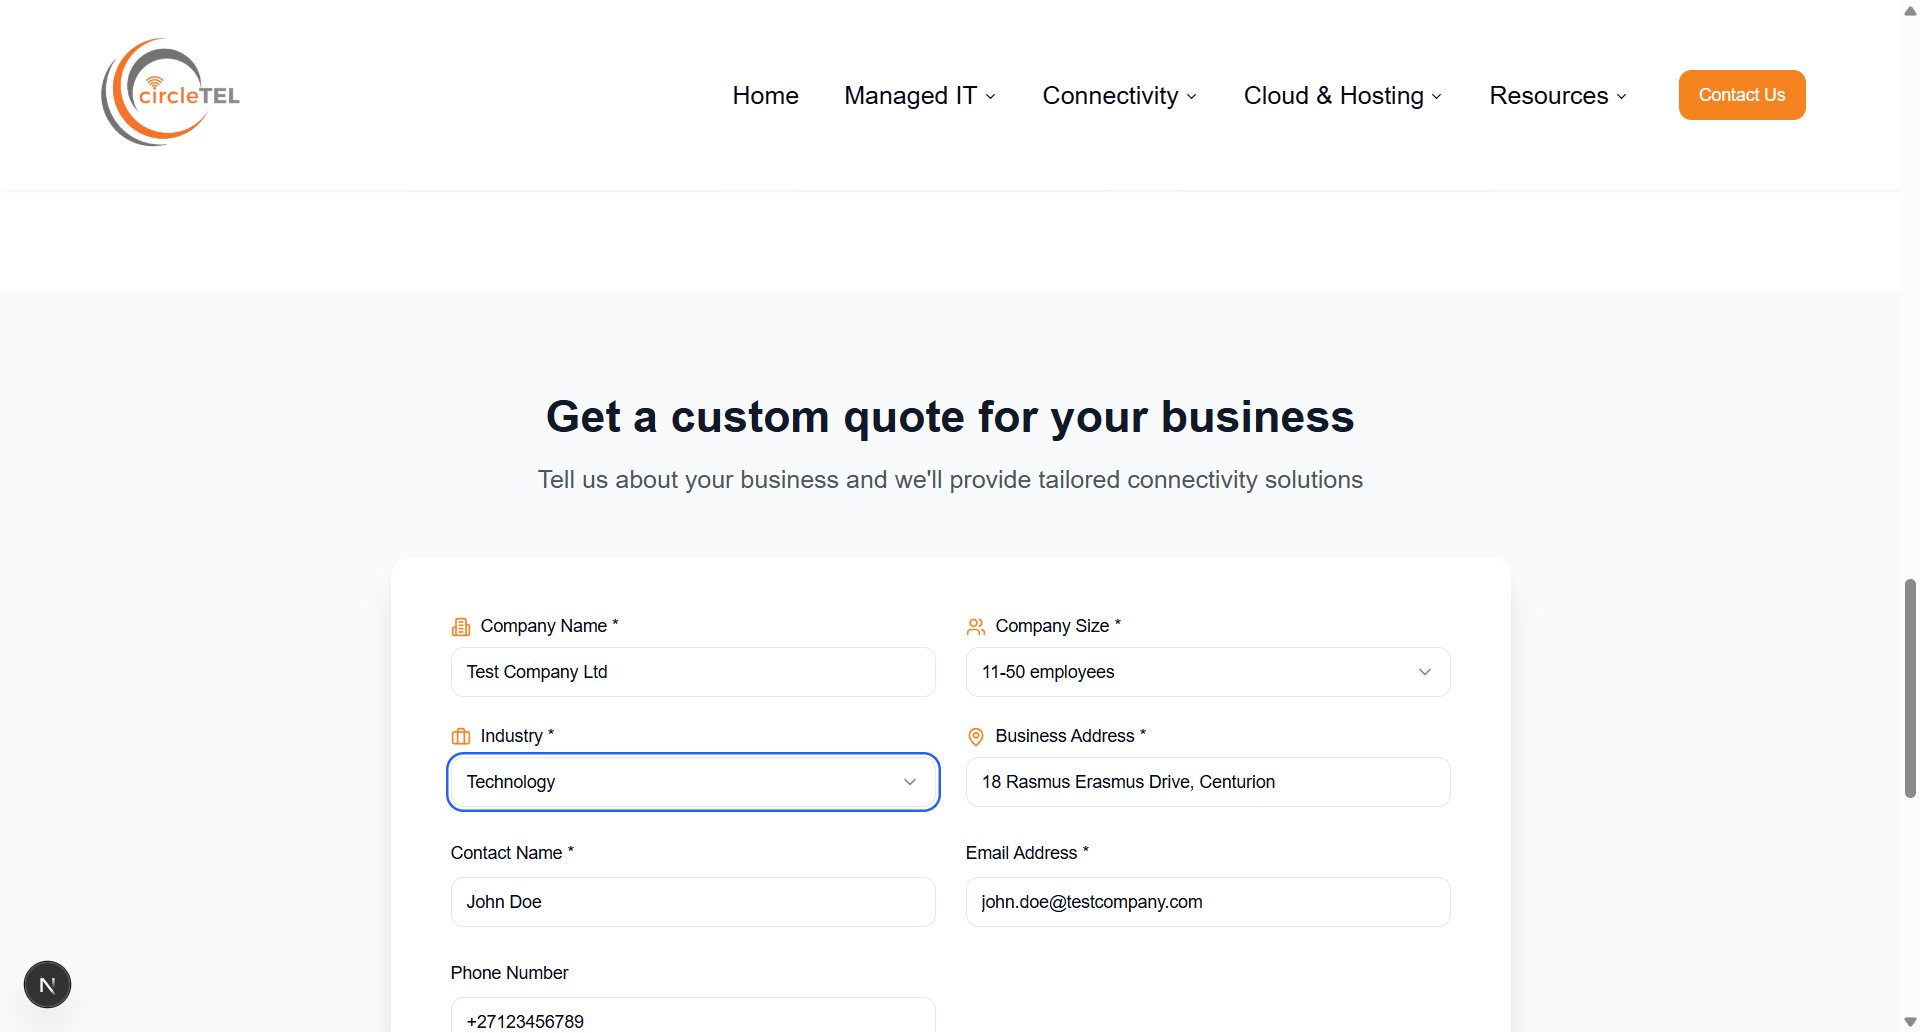 circleTEL
Home Managed IT Connectivity Cloud & Hosting Resources Contact Us
Get a custom quote for your business
Tell us about your business and we'll provide tailored connectivity solutions
Company Name * Company Size *
Test Company Ltd 11-50 employees
Industry * Business Address *
Technology 18 Rasmus Erasmus Drive, Centurion
Contact Name * Email Address *
John Doe john.doe@testcompany.com
Phone Number
+27123456789
N